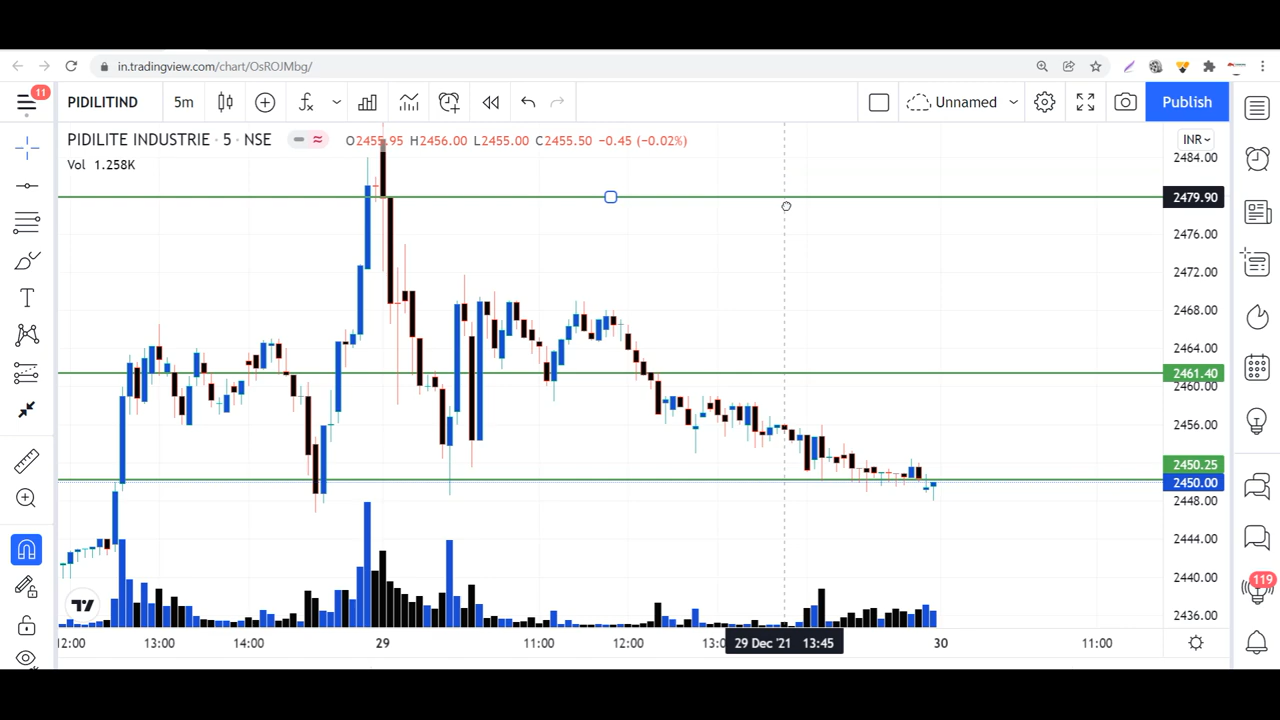 in.tradingview.com/chart/OsROJMbg/
11
PIDILITIND
5m
Unnamed
Publish
PIDILITE INDUSTRIE · 5 · NSE
O2455.95 H2456.00 L2455.00 C2455.50 −0.45 (−0.02%)
Vol 1.258K
INR
2484.00
2479.90
2476.00
2472.00
2468.00
2464.00
2461.40
2460.00
2456.00
2450.25
2450.00
2448.00
2444.00
2440.00
2436.00
119
12:00
13:00
14:00
29
11:00
12:00
13:0
29 Dec '21 13:45
30
11:00